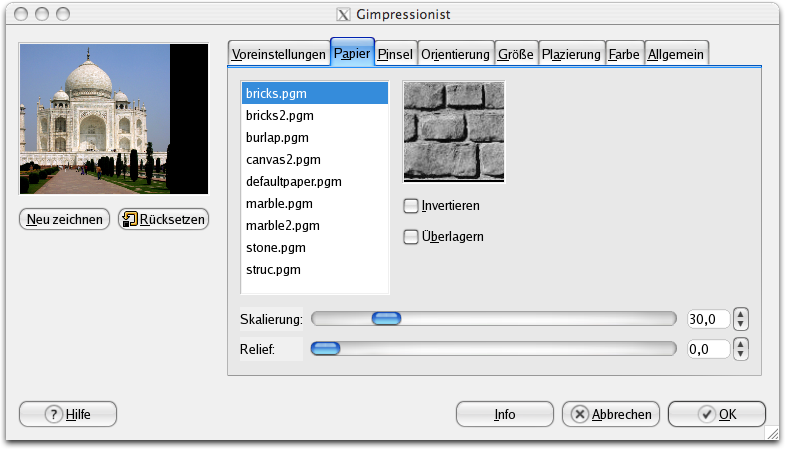 Gimpressionist
Voreinstellungen Papier Pinsel Orientierung Größe Plazierung Farbe Allgemein
bricks.pgm
bricks2.pgm
burlap.pgm
canvas2.pgm
defaultpaper.pgm
marble.pgm
marble2.pgm
stone.pgm
struc.pgm
Invertieren
Überlagern
Neu zeichnen Rücksetzen
Skalierung: 30,0
Relief: 0,0
Hilfe Info Abbrechen OK